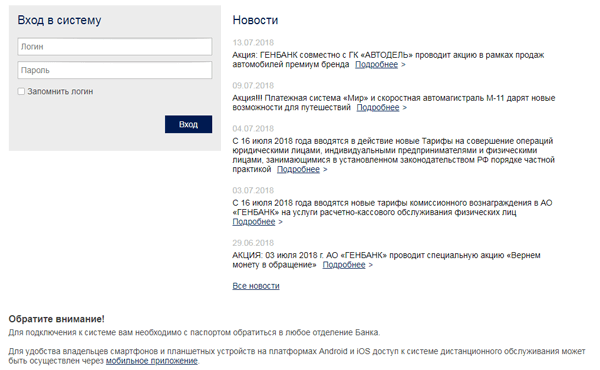 Вход в систему
Логин
Пароль
Запомнить логин
Вход
Новости
13.07.2018
Акция: ГЕНБАНК совместно с ГК «АВТОДЕЛЬ» проводит акцию в рамках продаж
автомобилей премиум бренда Подробнее >
09.07.2018
Акция!!! Платежная система «Мир» и скоростная автомагистраль М-11 дарят новые
возможности для путешествий Подробнее >
04.07.2018
С 16 июля 2018 года вводятся в действие новые Тарифы на совершение операций
юридическими лицами, индивидуальными предпринимателями и физическими
лицами, занимающимися в установленном законодательством РФ порядке частной
практикой Подробнее >
03.07.2018
С 16 июля 2018 года вводятся новые тарифы комиссионного вознаграждения в АО
«ГЕНБАНК» на услуги расчетно-кассового обслуживания физических лиц
Подробнее >
29.06.2018
АКЦИЯ: 03 июля 2018 г. АО «ГЕНБАНК» проводит специальную акцию «Вернем
монету в обращение» Подробнее >
Все новости
Обратите внимание!
Для подключения к системе вам необходимо с паспортом обратиться в любое отделение Банка.
Для удобства владельцев смартфонов и планшетных устройств на платформах Android и iOS доступ к системе дистанционного обслуживания может
быть осуществлен через мобильное приложение.